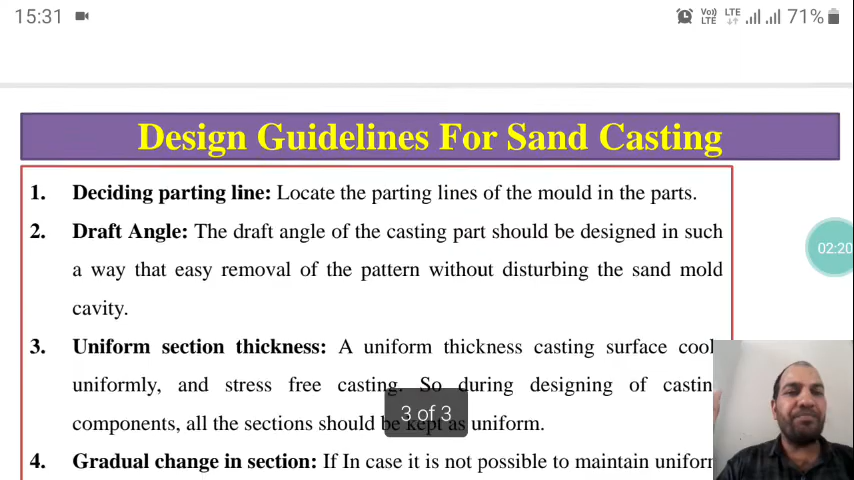 15:31
Vo)) LTE LTE 71%
Design Guidelines For Sand Casting
1. Deciding parting line: Locate the parting lines of the mould in the parts.
2. Draft Angle: The draft angle of the casting part should be designed in such
a way that easy removal of the pattern without disturbing the sand mold
cavity.
02:20
3. Uniform section thickness: A uniform thickness casting surface cool
uniformly, and stress free casting. So during designing of castin
components, all the sections should be kept as uniform.
3 of 3
4. Gradual change in section: If In case it is not possible to maintain uniform